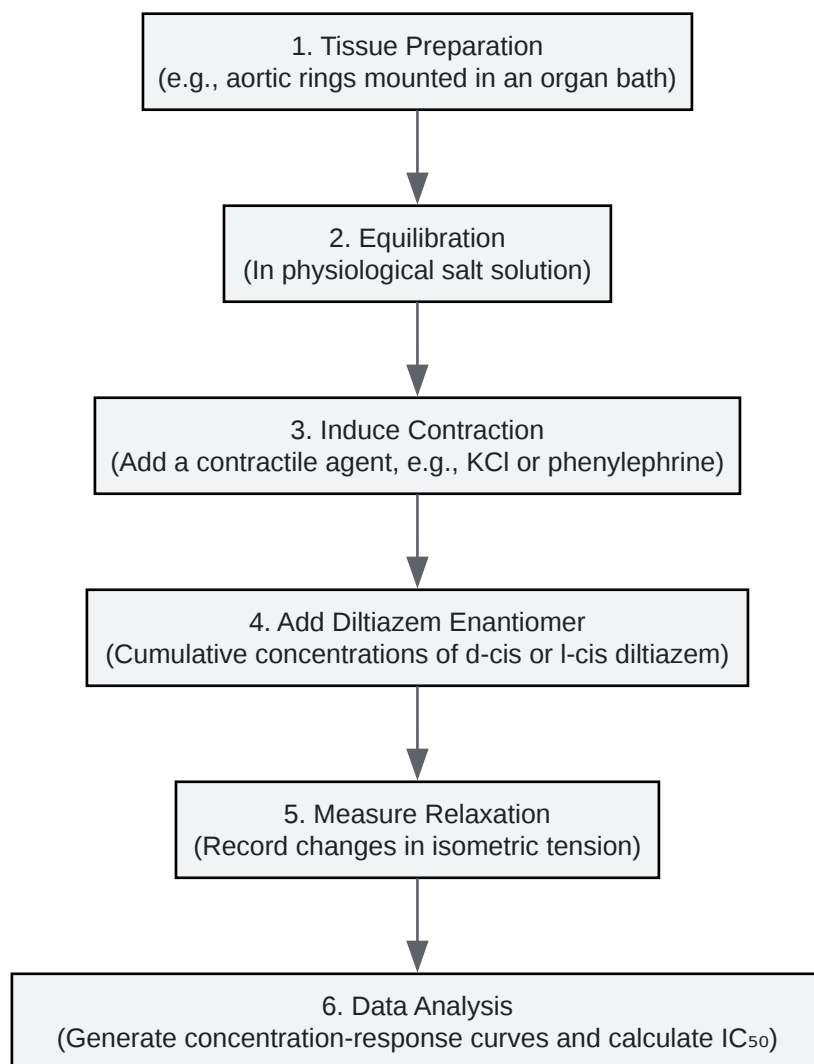 1. Tissue Preparation
(e.g., aortic rings mounted in an organ bath)
2. Equilibration
(In physiological salt solution)
3. Induce Contraction
(Add a contractile agent, e.g., KCl or phenylephrine)
4. Add Diltiazem Enantiomer
(Cumulative concentrations of d-cis or l-cis diltiazem)
5. Measure Relaxation
(Record changes in isometric tension)
6. Data Analysis
(Generate concentration-response curves and calculate IC₅₀)